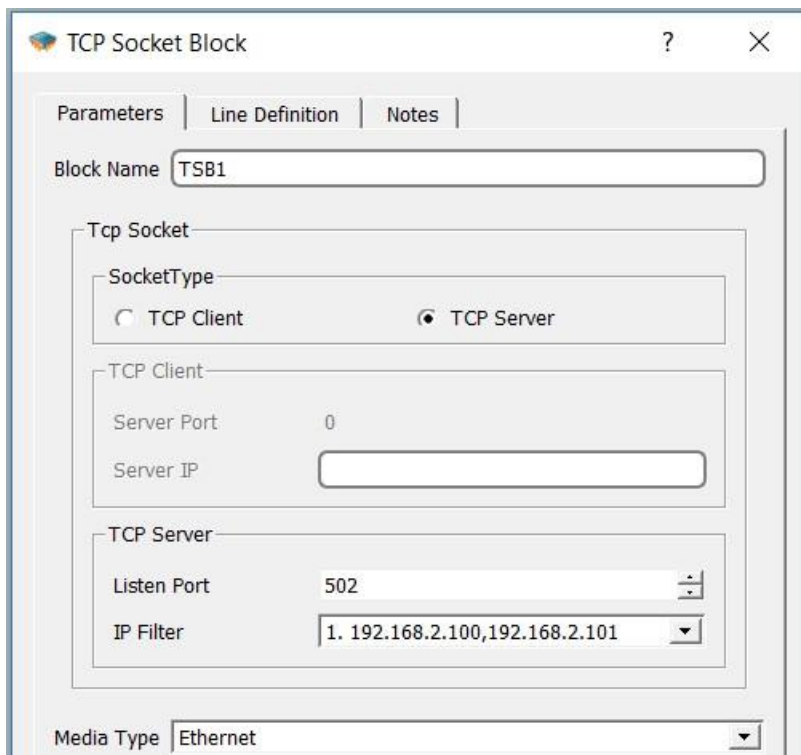 TCP Socket Block ?
Parameters Line Definition Notes
Block Name TSB1
Tcp Socket
SocketType
TCP Client TCP Server
TCP Client
Server Port 0
Server IP
TCP Server
Listen Port 502
IP Filter 1. 192.168.2.100,192.168.2.101
Media Type Ethernet